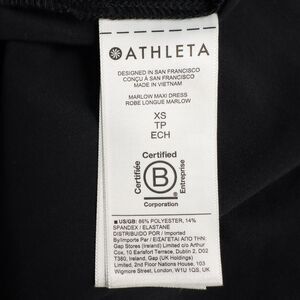 ATHLETA
DESIGNED IN SAN FRANCISCO
CONÇU À SAN FRANCISCO
MADE IN VIETNAM
MARLOW MAXI DRESS
ROBE LONGUE MARLOW
XS
TP
ECH
Certified
Certifiée
B
Entreprise
Corporation
■ US/GB: 86% POLYESTER, 14%
SPANDEX / ELASTANE
DISTRIBUIDO POR / Imported
By/Importe Par / ΕΙΣΑΓΕΤΑΙ ΑΠΟ ΤΗΝ:
Gap Stores (Ireland) Limited c/o Arthur
Cox, 10 Earlsfort Terrace, Dublin 2, D02
T380, Ireland, Gap (UK Holdings)
Limited, 2nd Floor Nations House, 103
Wigmore Street, London, W1U 1QS, UK